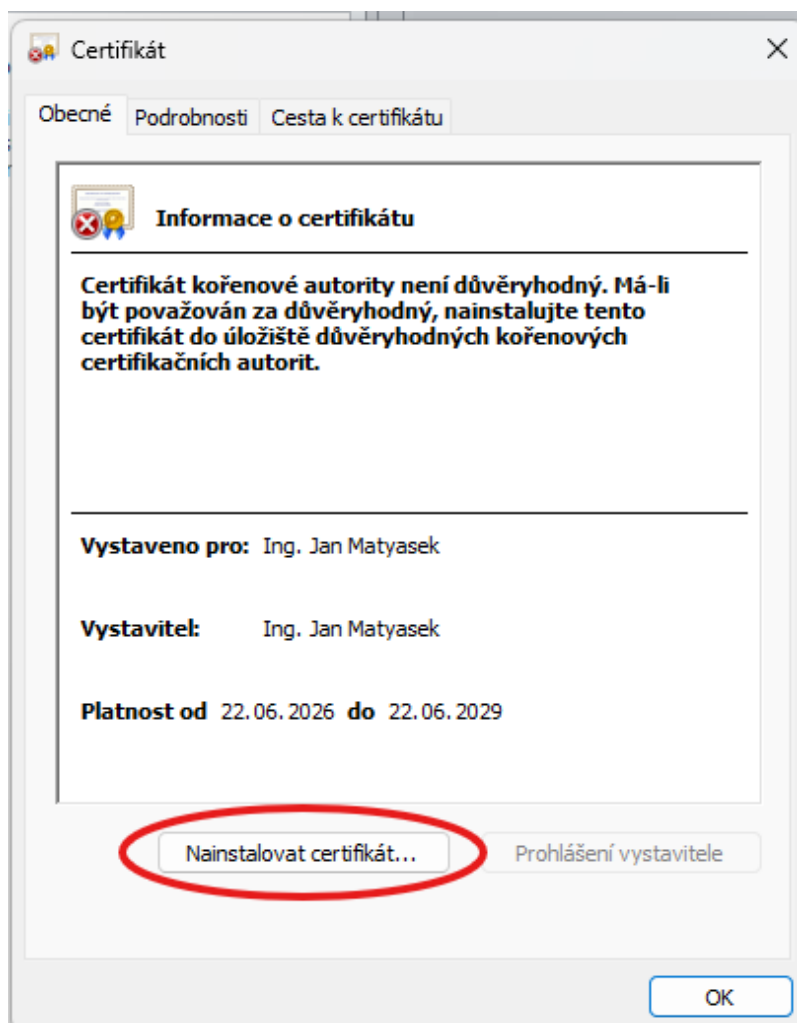 Certifikát
Obecné
Podrobnosti
Cesta k certifikátu
Informace o certifikátu
Certifikát kořenové autority není důvěryhodný. Má-li
být považován za důvěryhodný, nainstalujte tento
certifikát do úložiště důvěryhodných kořenových
certifikačních autorit.
Vystaveno pro: Ing. Jan Matyasek
Vystavitel: Ing. Jan Matyasek
Platnost od 22.06.2026 do 22.06.2029
Nainstalovat certifikát...
Prohlášení vystavitele
OK